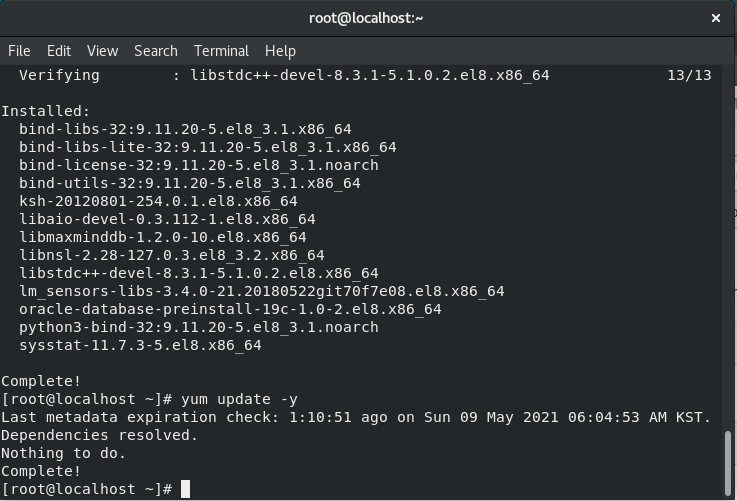 root@localhost:~
File Edit View Search Terminal Help
Verifying : libstdc++-devel-8.3.1-5.1.0.2.el8.x86_64 13/13
Installed:
bind-libs-32:9.11.20-5.el8_3.1.x86_64
bind-libs-lite-32:9.11.20-5.el8_3.1.x86_64
bind-license-32:9.11.20-5.el8_3.1.noarch
bind-utils-32:9.11.20-5.el8_3.1.x86_64
ksh-20120801-254.0.1.el8.x86_64
libaio-devel-0.3.112-1.el8.x86_64
libmaxminddb-1.2.0-10.el8.x86_64
libnsl-2.28-127.0.3.el8_3.2.x86_64
libstdc++-devel-8.3.1-5.1.0.2.el8.x86_64
lm_sensors-libs-3.4.0-21.20180522git70f7e08.el8.x86_64
oracle-database-preinstall-19c-1.0-2.el8.x86_64
python3-bind-32:9.11.20-5.el8_3.1.noarch
sysstat-11.7.3-5.el8.x86_64
Complete!
[root@localhost ~]# yum update -y
Last metadata expiration check: 1:10:51 ago on Sun 09 May 2021 06:04:53 AM KST.
Dependencies resolved.
Nothing to do.
Complete!
[root@localhost ~]#